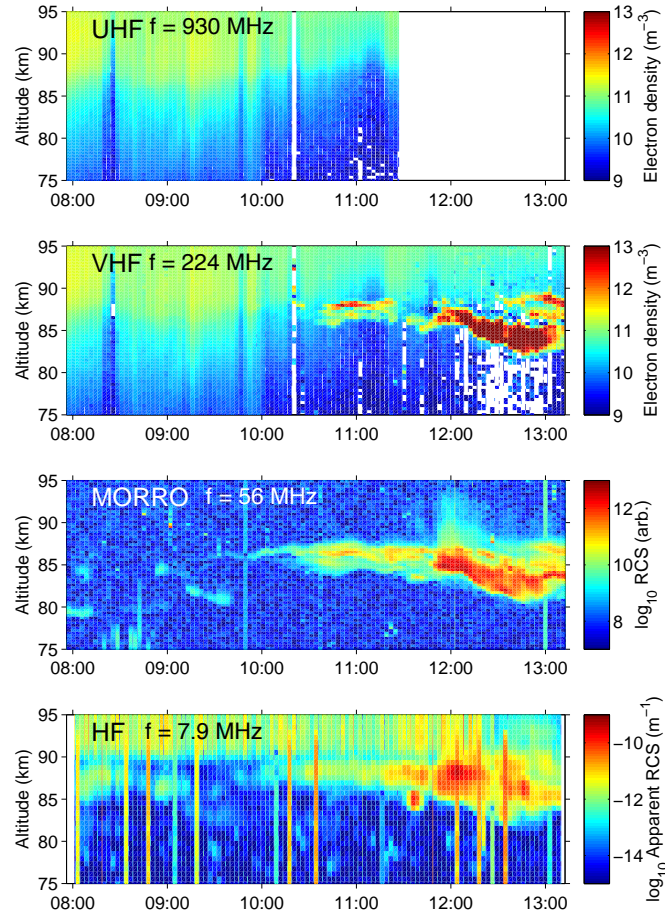 95
90
85
80
75
Altitude (km)
UHF f = 930 MHz
08:00 09:00 10:00 11:00 12:00 13:00
13
12
11
10
9
Electron density (m⁻³)
95
90
85
80
75
Altitude (km)
VHF f = 224 MHz
08:00 09:00 10:00 11:00 12:00 13:00
13
12
11
10
9
Electron density (m⁻³)
95
90
85
80
75
Altitude (km)
MORRO f = 56 MHz
08:00 09:00 10:00 11:00 12:00 13:00
12
10
8
log₁₀ RCS (arb.)
95
90
85
80
75
Altitude (km)
HF f = 7.9 MHz
08:00 09:00 10:00 11:00 12:00 13:00
−10
−12
−14
log₁₀ Apparent RCS (m⁻¹)